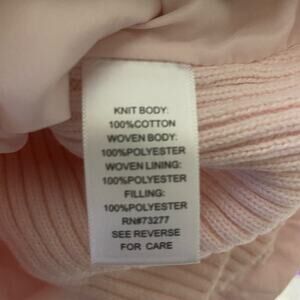 KNIT BODY:
100%COTTON
WOVEN BODY:
100%POLYESTER
WOVEN LINING:
100%POLYESTER
FILLING:
100%POLYESTER
RN#73277
SEE REVERSE
FOR CARE